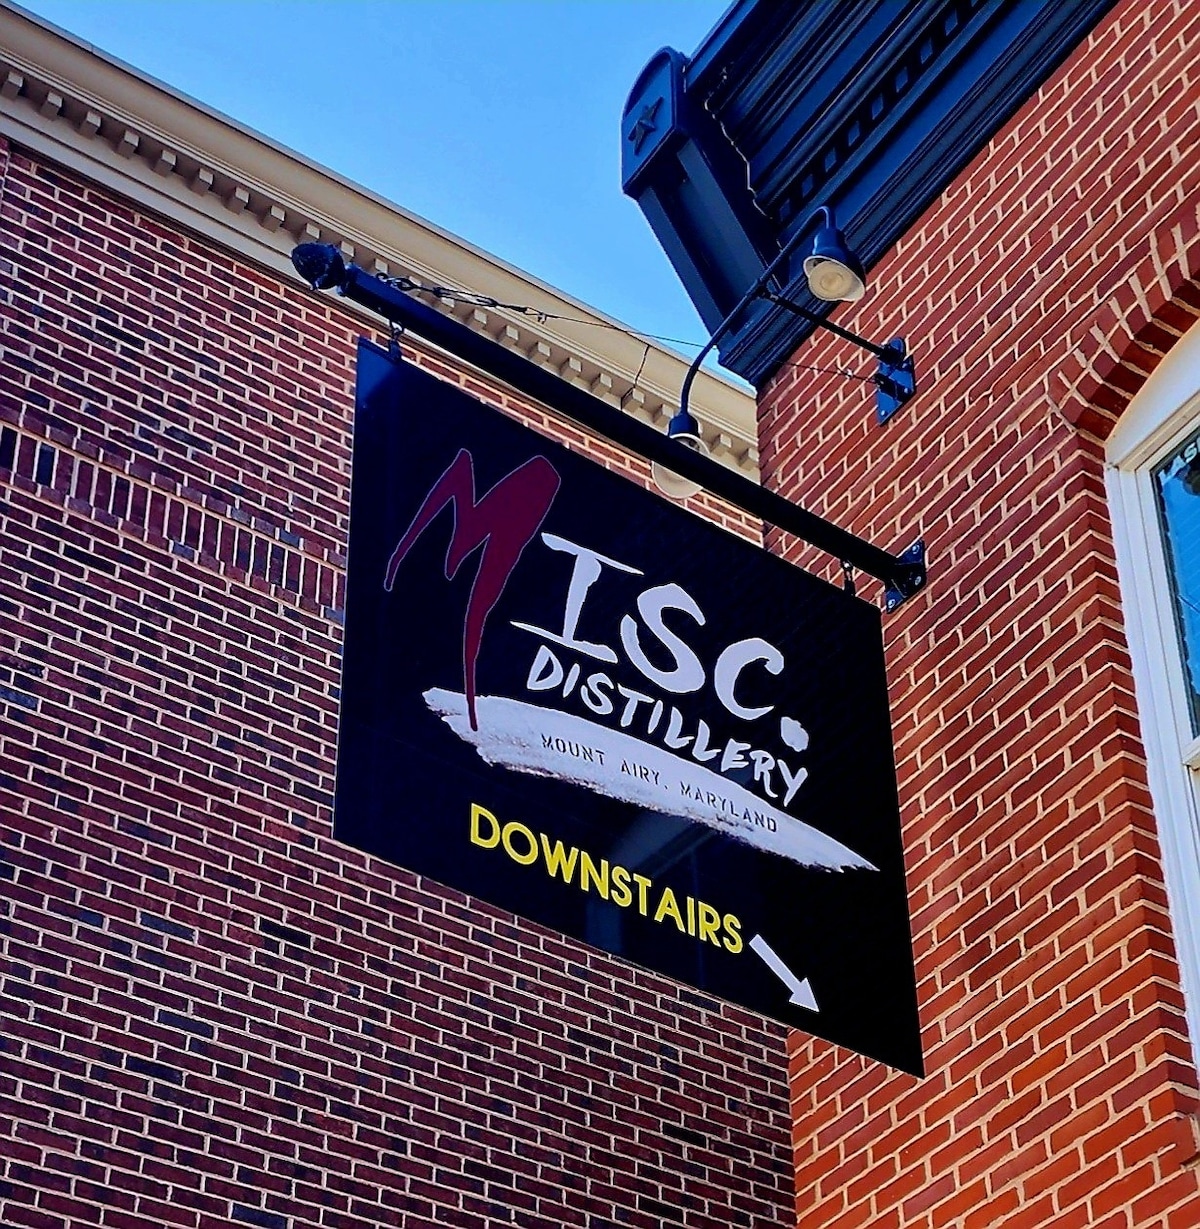 MISC.
DISTILLERY
MOUNT AIRY, MARYLAND
DOWNSTAIRS